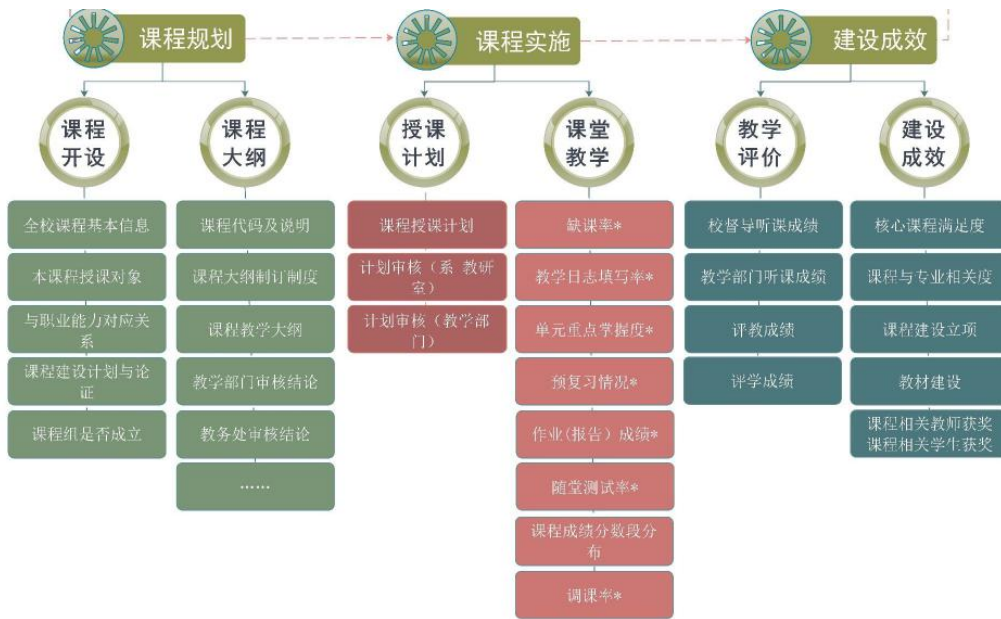 课程规划
课程实施
建设成效
课程
开设
课程
大纲
授课
计划
课堂
教学
教学
评价
建设
成效
全校课程基本信息
本课程授课对象
与职业能力对应关
系
课程建设计划与论
证
课程组是否成立
课程代码及说明
课程大纲制订制度
课程教学大纲
教学部门审核结论
教务处审核结论
……
课程授课计划
计划审核（系 教研
室）
计划审核（教学部
门）
缺课率*
教学日志填写率*
单元重点掌握度*
预复习情况*
作业(报告）成绩*
随堂测试率*
课程成绩分数段分
布
调课率*
校督导听课成绩
教学部门听课成绩
评教成绩
评学成绩
核心课程满足度
课程与专业相关度
课程建设立项
教材建设
课程相关教师获奖
课程相关学生获奖